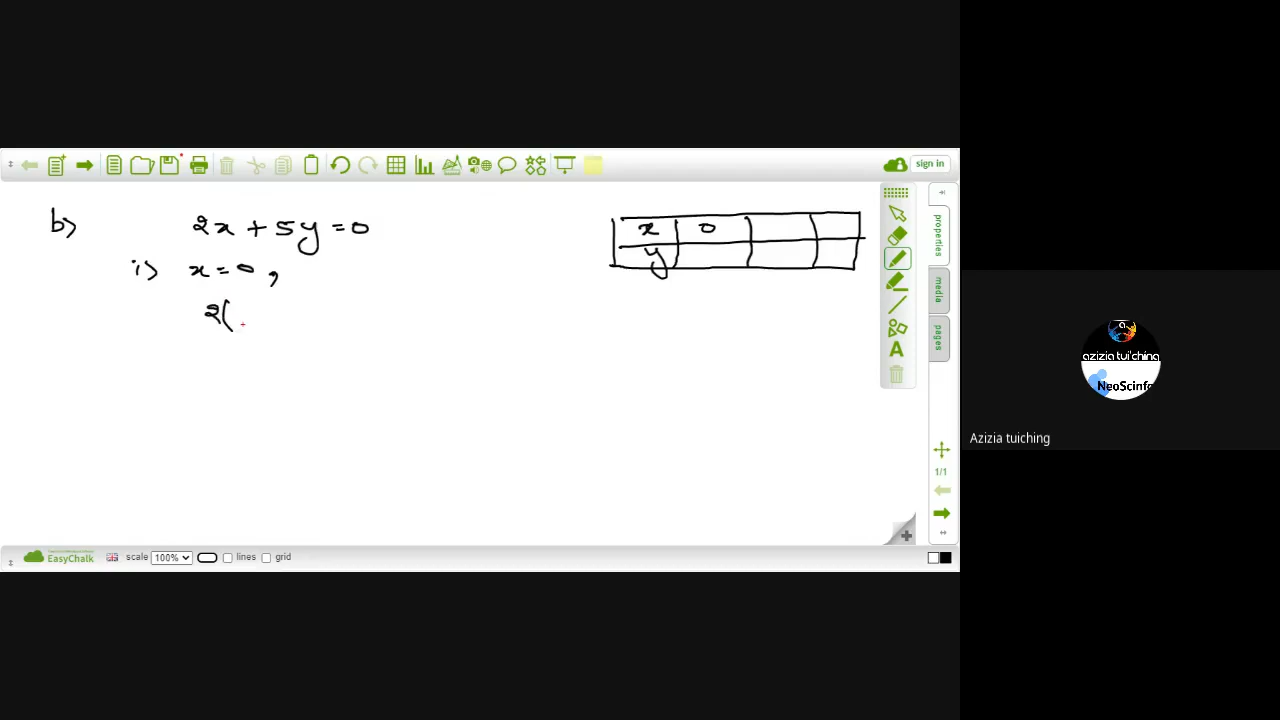 sign in
b)
2x + 5y = 0
x 0
y
i) x = 0 ,
2(
properties
media
pages
1/1
EasyChalk
scale 100% lines grid
azizia tui'ching
NeoScinfo
Azizia tuiching